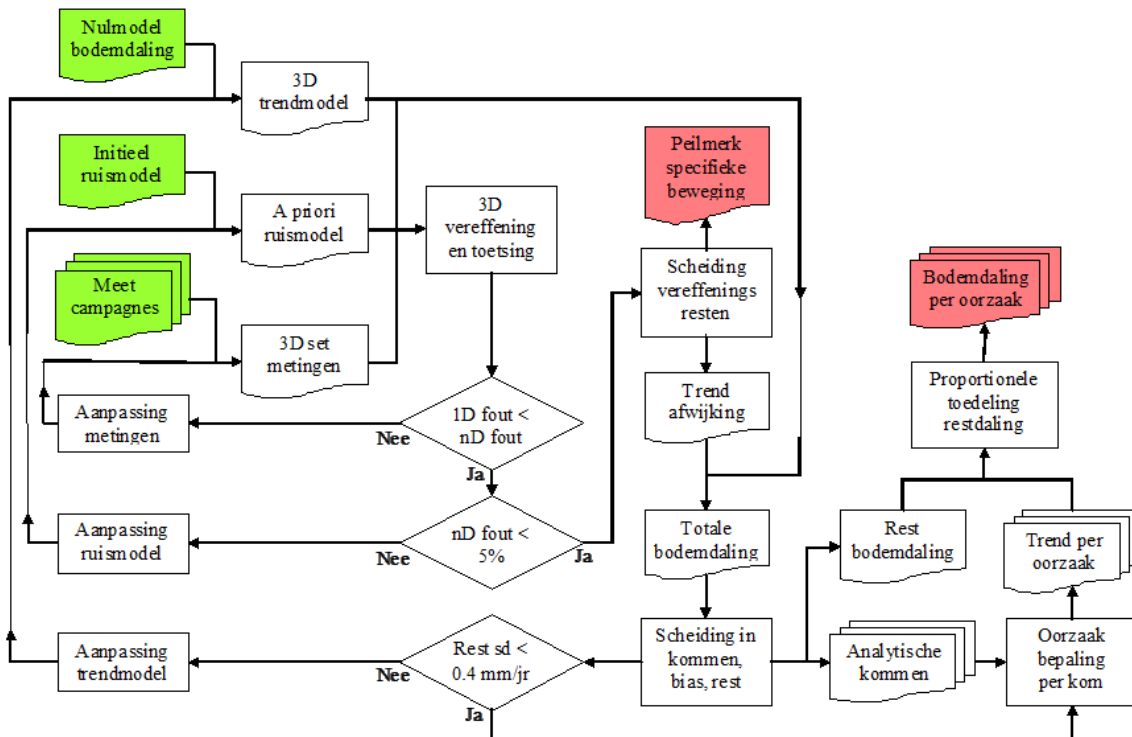 Nulmodel
bodemdaling
3D
trendmodel
Initieel
ruismodel
Peilmerk
specifieke
beweging
A priori
ruismodel
3D
vereffening
en toetsing
Meet
campagnes
Scheiding
vereffenings
resten
Bodemdaling
per oorzaak
3D set
metingen
Aanpassing
metingen
Nee
1D fout <
nD fout
Ja
Trend
afwijking
Proportionele
toedeling
restdaling
Aanpassing
ruismodel
Nee
nD fout <
5%
Ja
Totale
bodemdaling
Rest
bodemdaling
Trend per
oorzaak
Aanpassing
trendmodel
Nee
Rest sd <
0.4 mm/jr
Ja
Scheiding in
kommen,
bias, rest
Analytische
kommen
Oorzaak
bepaling
per kom